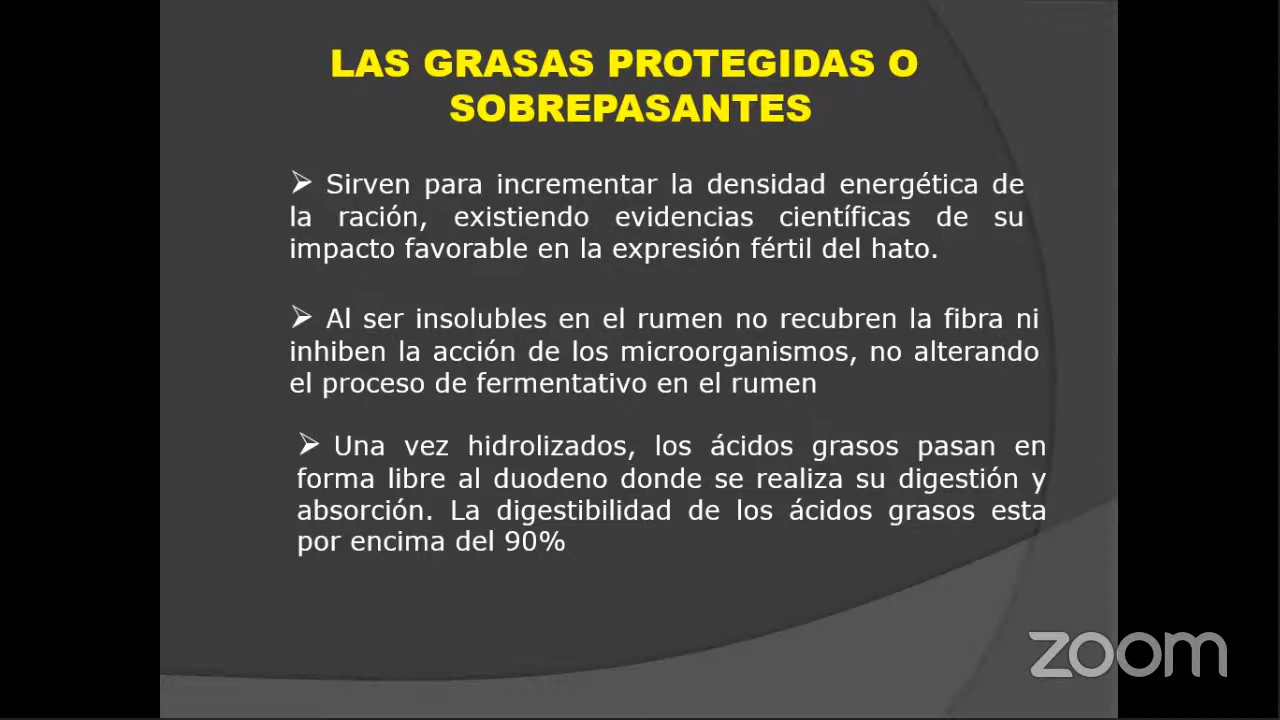 LAS GRASAS PROTEGIDAS O
SOBREPASANTES
➢ Sirven para incrementar la densidad energética de
la ración, existiendo evidencias científicas de su
impacto favorable en la expresión fértil del hato.
➢ Al ser insolubles en el rumen no recubren la fibra ni
inhiben la acción de los microorganismos, no alterando
el proceso de fermentativo en el rumen
➢ Una vez hidrolizados, los ácidos grasos pasan en
forma libre al duodeno donde se realiza su digestión y
absorción. La digestibilidad de los ácidos grasos esta
por encima del 90%
zoom